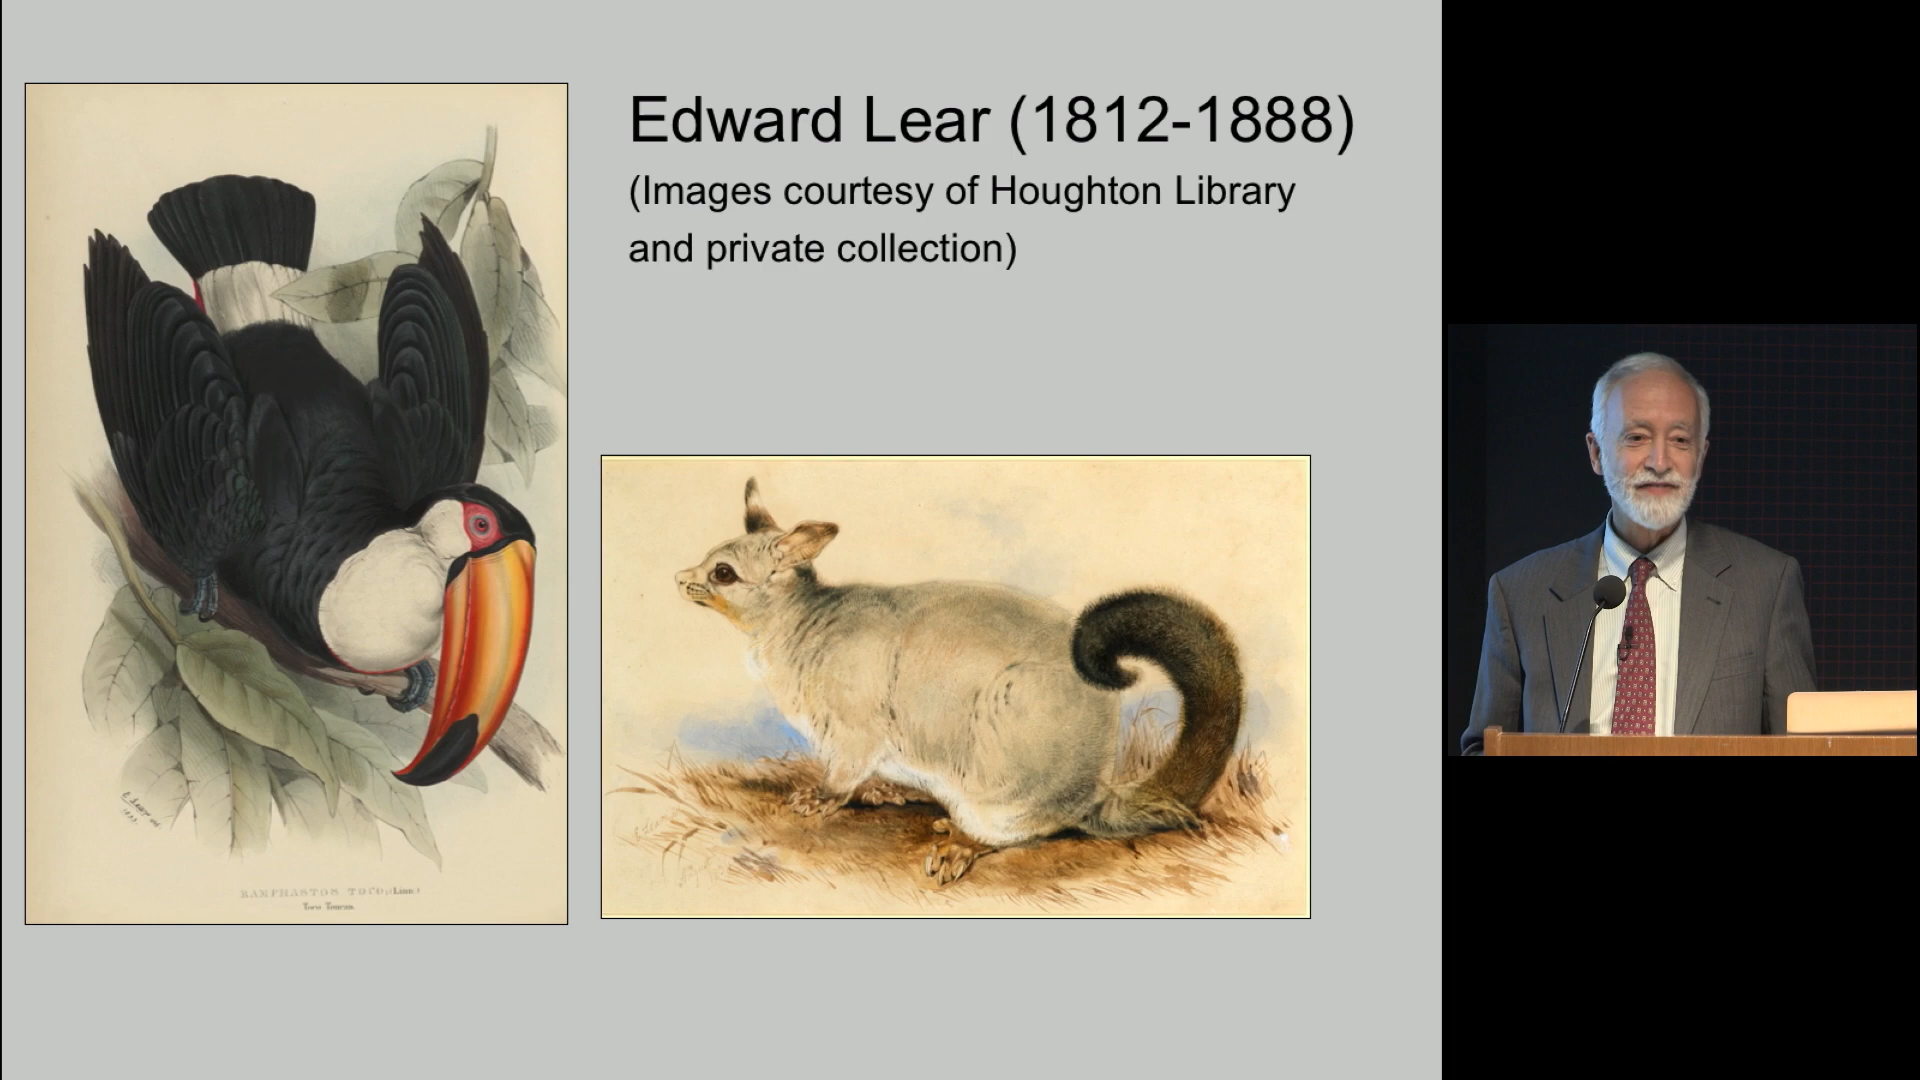 Edward Lear (1812-1888)
(Images courtesy of Houghton Library
and private collection)
RAMPHASTOS TOCO, (Linn:)
Toco Toucan.